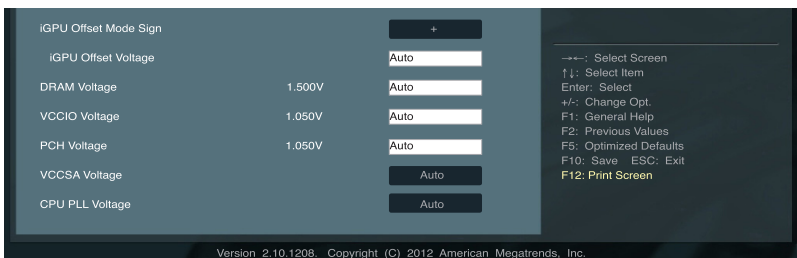 iGPU Offset Mode Sign +
iGPU Offset Voltage Auto
DRAM Voltage 1.500V Auto
VCCIO Voltage 1.050V Auto
PCH Voltage 1.050V Auto
VCCSA Voltage Auto
CPU PLL Voltage Auto
→←: Select Screen
↑↓: Select Item
Enter: Select
+/-: Change Opt.
F1: General Help
F2: Previous Values
F5: Optimized Defaults
F10: Save ESC: Exit
F12: Print Screen
Version 2.10.1208. Copyright (C) 2012 American Megatrends, Inc.